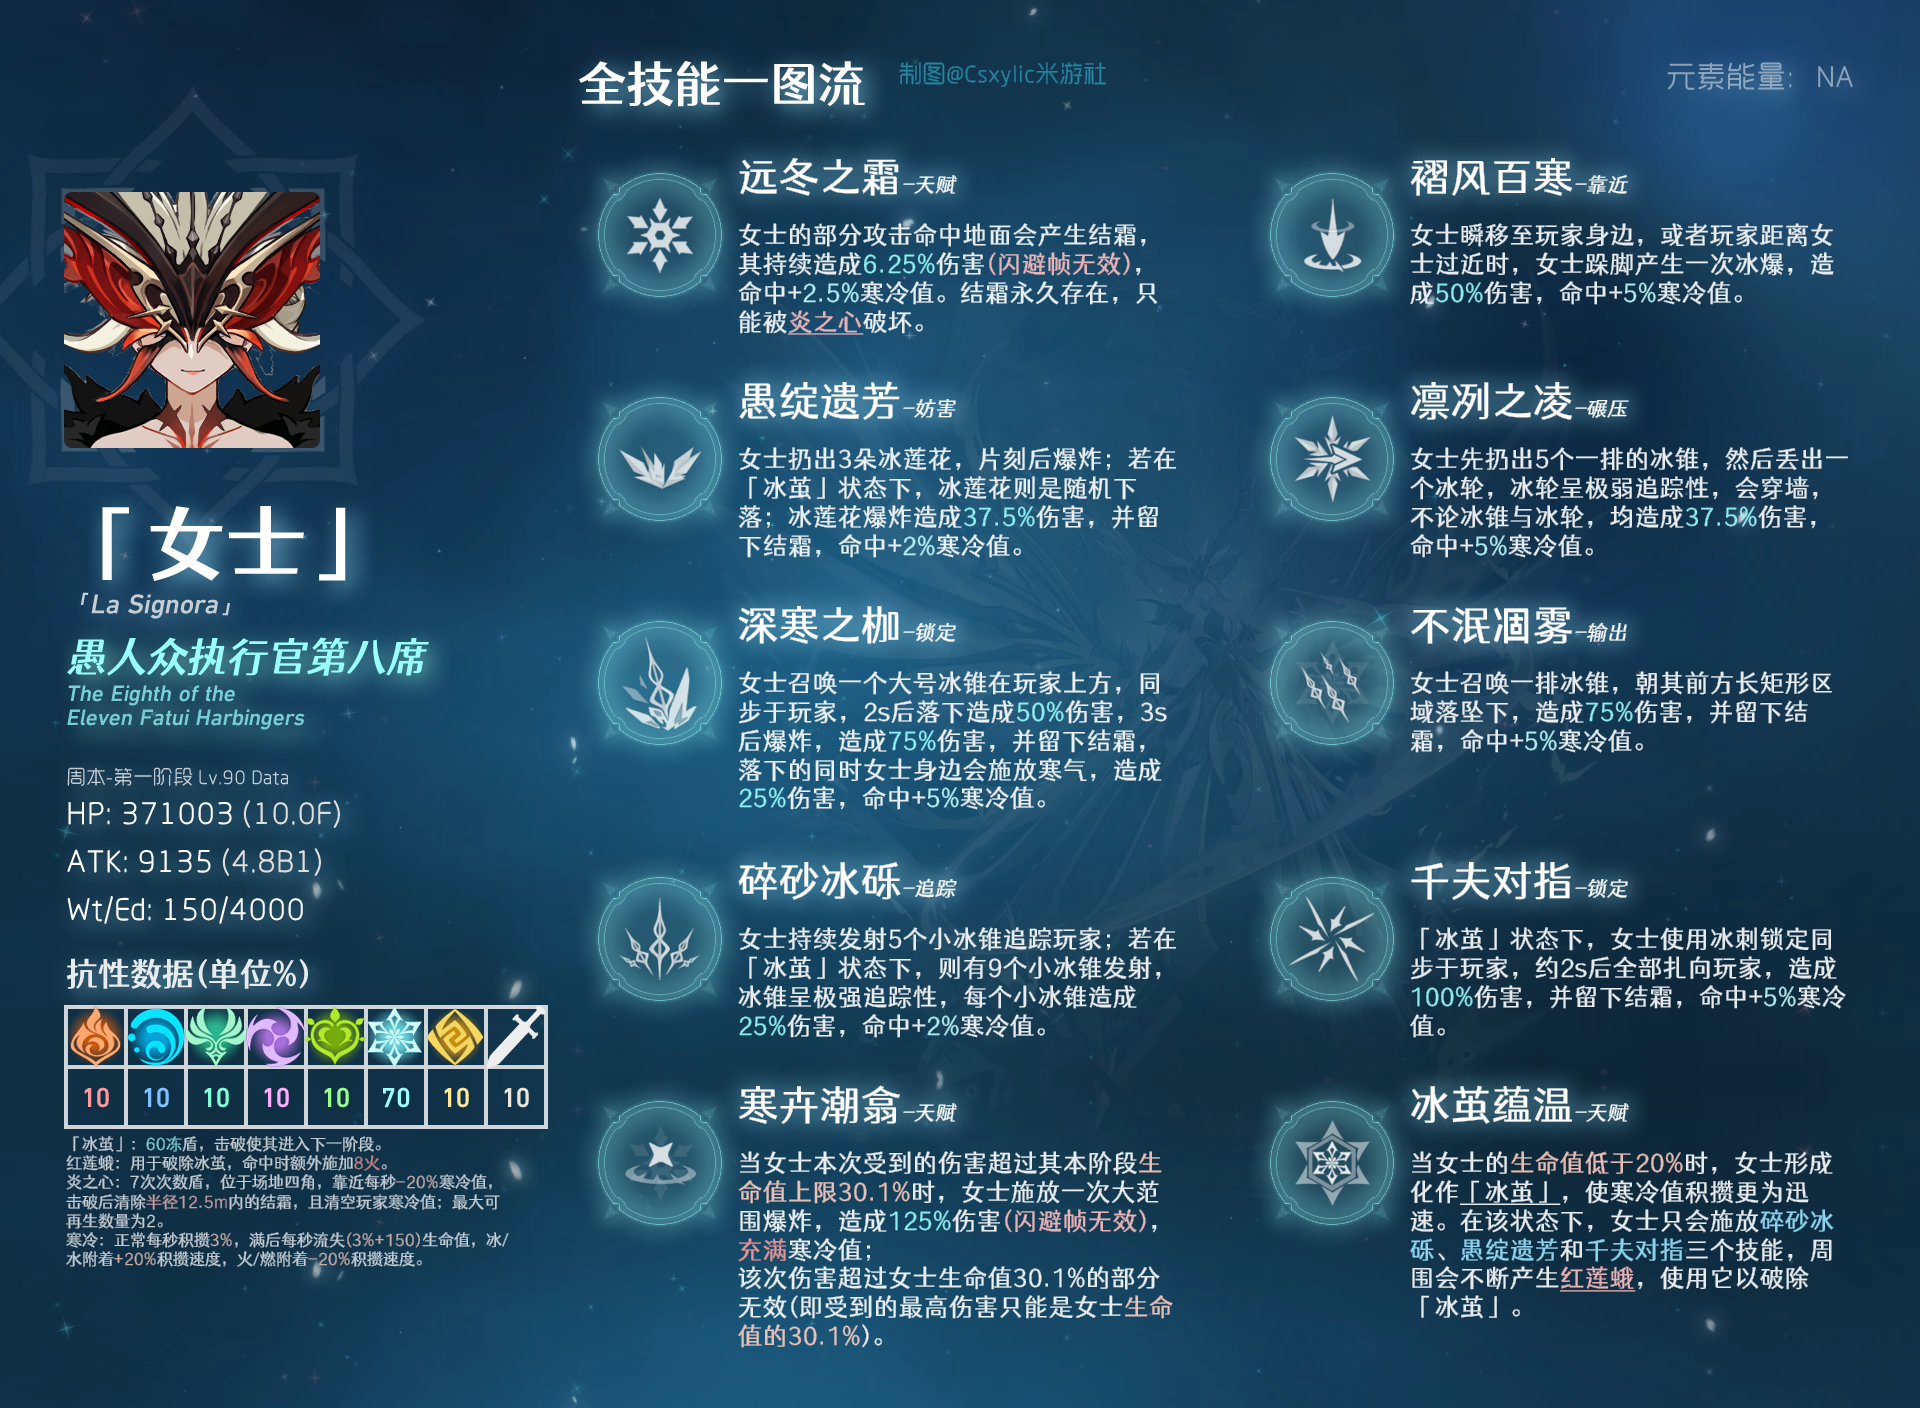 全技能一图流
制图@Csxylic米游社
元素能量： NA
「女士」
「La Signora」
愚人众执行官第八席
The Eighth of the
Eleven Fatui Harbingers
周本-第一阶段 Lv.90 Data
HP: 371003 (10.0F)
ATK: 9135 (4.8B1)
Wt/Ed: 150/4000
抗性数据(单位%)
10 10 10 10 10 70 10 10
「冰茧」：60冻盾，击破使其进入下一阶段。
红莲蛾：用于破除冰茧，命中时额外施加8火。
炎之心：7次次数盾，位于场地四角，靠近每秒-20%寒冷值，
击破后清除半径12.5m内的结霜，且清空玩家寒冷值；最大可
再生数量为2。
寒冷：正常每秒积攒3%，满后每秒流失(3%+150)生命值，冰/
水附着+20%积攒速度，火/燃附着-20%积攒速度。
远冬之霜-天赋
女士的部分攻击命中地面会产生结霜，
其持续造成6.25%伤害(闪避帧无效)，
命中+2.5%寒冷值。结霜永久存在，只
能被炎之心破坏。
褶风百寒-靠近
女士瞬移至玩家身边，或者玩家距离女
士过近时，女士跺脚产生一次冰爆，造
成50%伤害，命中+5%寒冷值。
愚绽遗芳-妨害
女士扔出3朵冰莲花，片刻后爆炸；若在
「冰茧」状态下，冰莲花则是随机下
落；冰莲花爆炸造成37.5%伤害，并留
下结霜，命中+2%寒冷值。
凛冽之凌-碾压
女士先扔出5个一排的冰锥，然后丢出一
个冰轮，冰轮呈极弱追踪性，会穿墙，
不论冰锥与冰轮，均造成37.5%伤害，
命中+5%寒冷值。
深寒之枷-锁定
女士召唤一个大号冰锥在玩家上方，同
步于玩家，2s后落下造成50%伤害，3s
后爆炸，造成75%伤害，并留下结霜，
落下的同时女士身边会施放寒气，造成
25%伤害，命中+5%寒冷值。
不泯凅雾-输出
女士召唤一排冰锥，朝其前方长矩形区
域落坠下，造成75%伤害，并留下结
霜，命中+5%寒冷值。
碎砂冰砾-追踪
女士持续发射5个小冰锥追踪玩家；若在
「冰茧」状态下，则有9个小冰锥发射，
冰锥呈极强追踪性，每个小冰锥造成
25%伤害，命中+2%寒冷值。
千夫对指-锁定
「冰茧」状态下，女士使用冰刺锁定同
步于玩家，约2s后全部扎向玩家，造成
100%伤害，并留下结霜，命中+5%寒冷
值。
寒卉潮翕-天赋
当女士本次受到的伤害超过其本阶段生
命值上限30.1%时，女士施放一次大范
围爆炸，造成125%伤害(闪避帧无效)，
充满寒冷值；
该次伤害超过女士生命值30.1%的部分
无效(即受到的最高伤害只能是女士生命
值的30.1%)。
冰茧蕴温-天赋
当女士的生命值低于20%时，女士形成
化作「冰茧」，使寒冷值积攒更为迅
速。在该状态下，女士只会施放碎砂冰
砾、愚绽遗芳和千夫对指三个技能，周
围会不断产生红莲蛾，使用它以破除
「冰茧」。